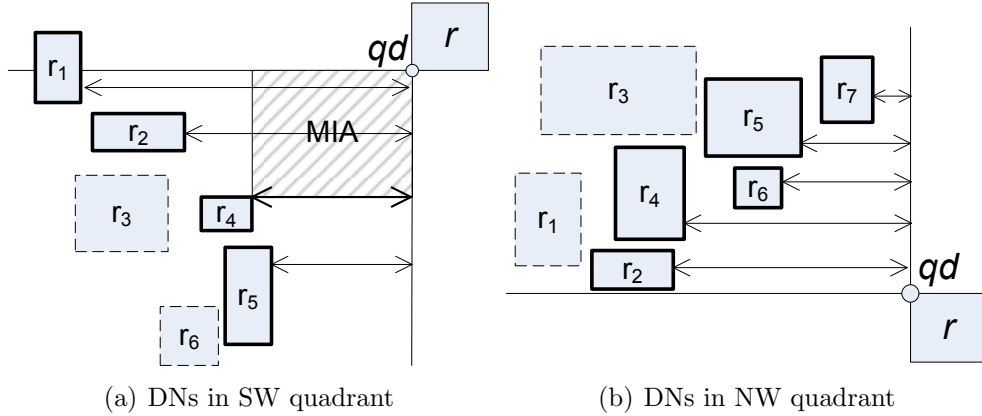 qd r
r₁
r₂ MIA
r₃ r₄
r₅
r₆
(a) DNs in SW quadrant
r₃ r₇
r₅
r₁ r₄ r₆
r₂ qd
r
(b) DNs in NW quadrant